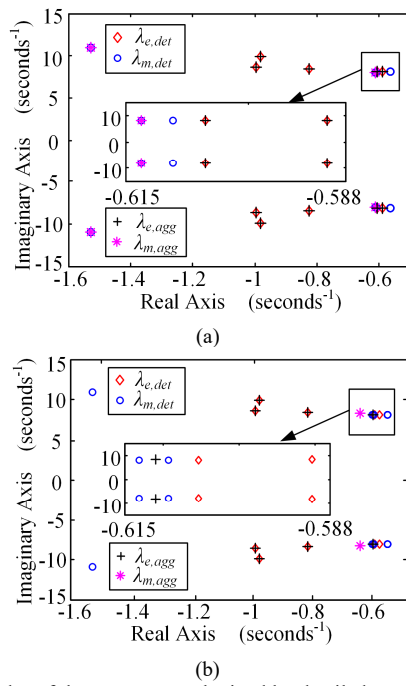 (a)
15
10
5
0
-5
-10
-15
Imaginary Axis (seconds⁻¹)
λe,det
λm,det
10
0
-10
-0.615
-0.588
λe,agg
λm,agg
-1.6 -1.4 -1.2 -1 -0.8 -0.6
Real Axis (seconds⁻¹)
(a)
15
10
5
0
-5
-10
-15
Imaginary Axis (seconds⁻¹)
λe,det
λm,det
10
0
-10
-0.615
-0.588
λe,agg
λm,agg
-1.6 -1.4 -1.2 -1 -0.8 -0.6
Real Axis (seconds⁻¹)
(b)